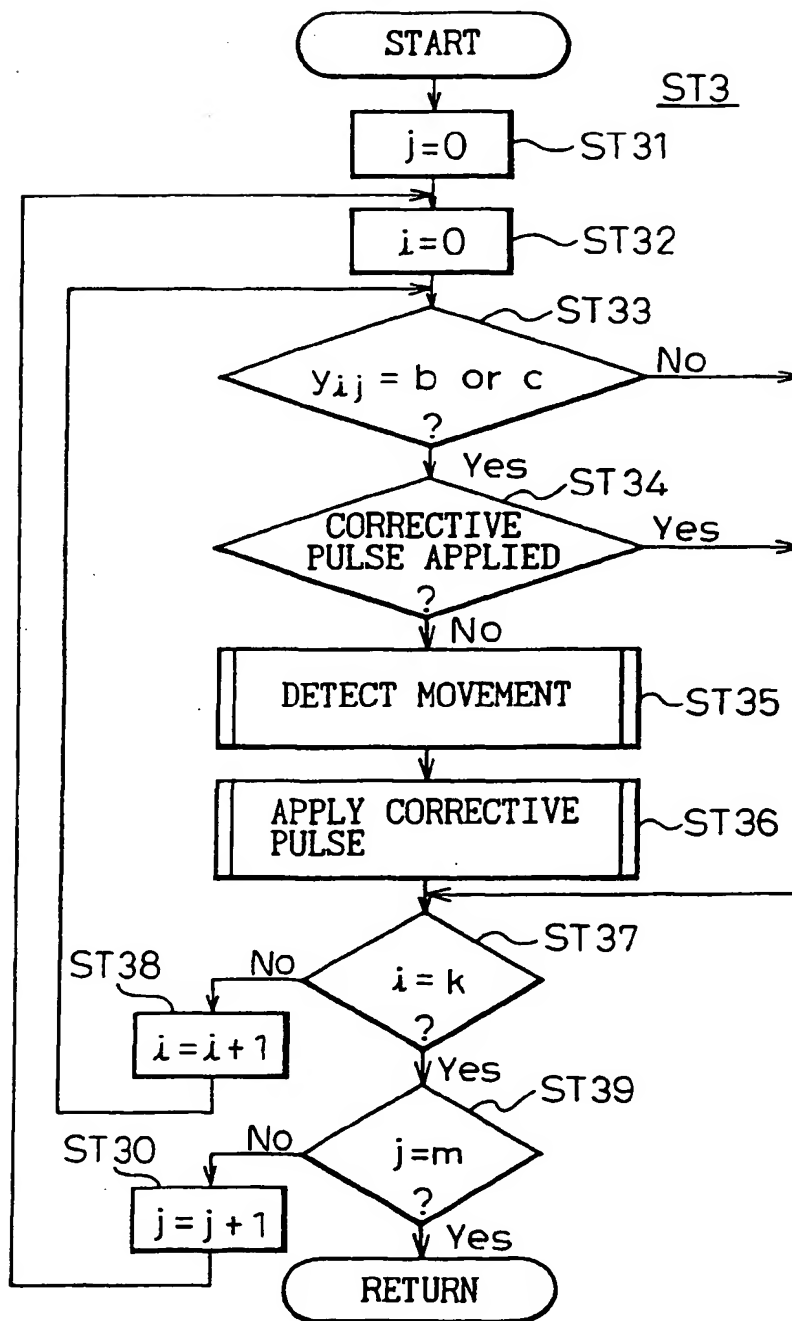 START
ST3
j=0
ST31
i=0
ST32
ST33
yij = b or c
?
No
Yes
ST34
CORRECTIVE
PULSE APPLIED
?
Yes
No
DETECT MOVEMENT
ST35
APPLY CORRECTIVE
PULSE
ST36
ST37
i=k
?
No
ST38
i=i+1
Yes
ST39
j=m
?
No
ST30
j=j+1
Yes
RETURN